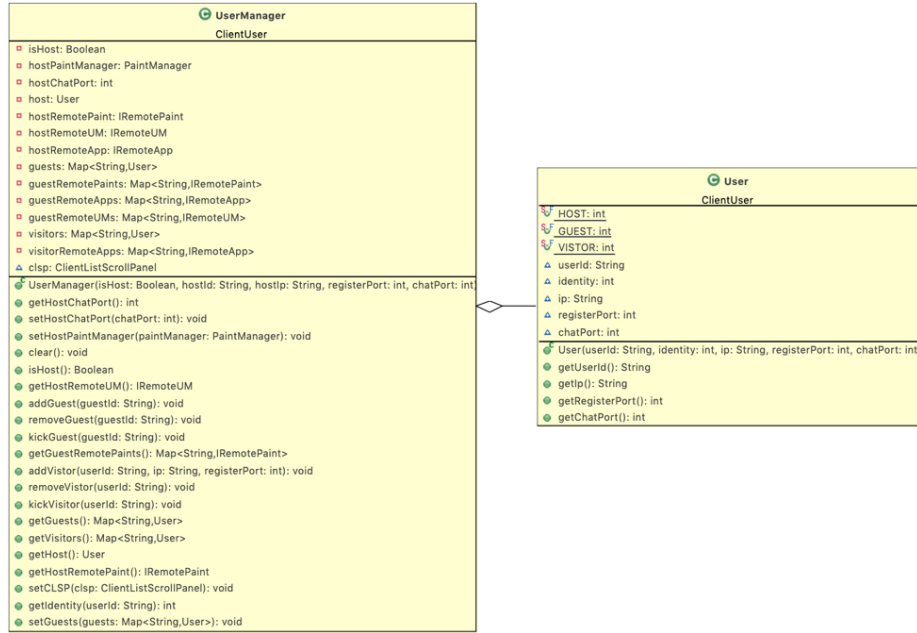 UserManager
ClientUser
isHost: Boolean
hostPaintManager: PaintManager
hostChatPort: int
host: User
hostRemotePaint: IRemotePaint
hostRemoteUM: IRemoteUM
hostRemoteApp: IRemoteApp
guests: Map<String,User>
guestRemotePaints: Map<String,IRemotePaint>
guestRemoteApps: Map<String,IRemoteApp>
guestRemoteUMs: Map<String,IRemoteUM>
visitors: Map<String,User>
visitorRemoteApps: Map<String,IRemoteApp>
clsp: ClientListScrollPanel
UserManager(isHost: Boolean, hostId: String, hostIp: String, registerPort: int, chatPort: int)
getHostChatPort(): int
setHostChatPort(chatPort: int): void
setHostPaintManager(paintManager: PaintManager): void
clear(): void
isHost(): Boolean
getHostRemoteUM(): IRemoteUM
addGuest(guestId: String): void
removeGuest(guestId: String): void
kickGuest(guestId: String): void
getGuestRemotePaints(): Map<String,IRemotePaint>
addVistor(userId: String, ip: String, registerPort: int): void
removeVistor(userId: String): void
kickVisitor(userId: String): void
getGuests(): Map<String,User>
getVisitors(): Map<String,User>
getHost(): User
getHostRemotePaint(): IRemotePaint
setCLSP(clsp: ClientListScrollPanel): void
getIdentity(userId: String): int
setGuests(guests: Map<String,User>): void
User
ClientUser
HOST: int
GUEST: int
VISTOR: int
userId: String
identity: int
ip: String
registerPort: int
chatPort: int
User(userId: String, identity: int, ip: String, registerPort: int, chatPort: int
getUserId(): String
getIp(): String
getRegisterPort(): int
getChatPort(): int